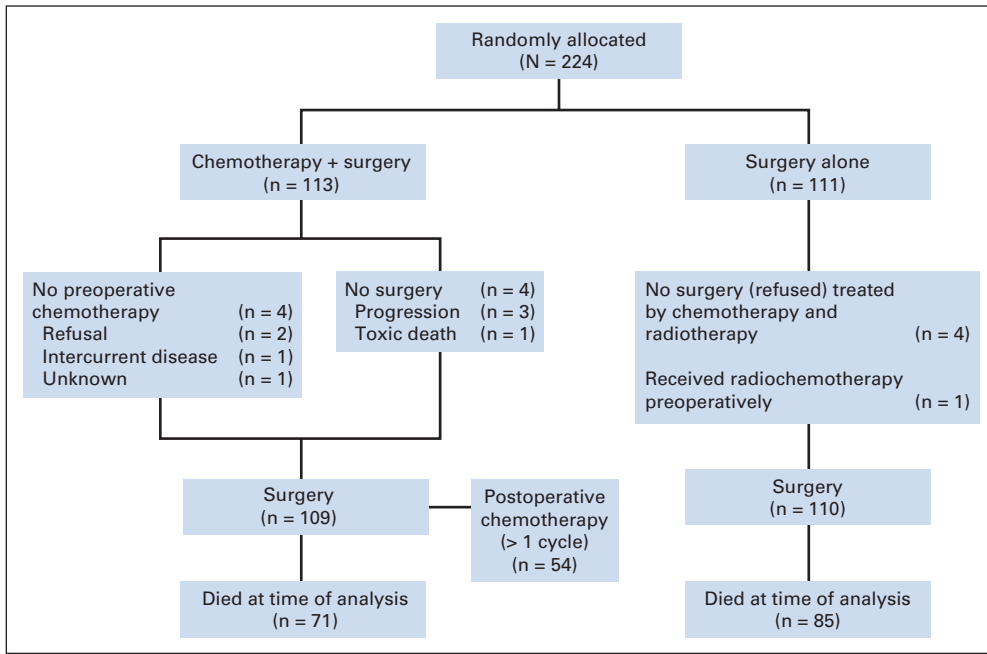 Randomly allocated
(N = 224)
Chemotherapy + surgery
(n = 113)
Surgery alone
(n = 111)
No preoperative
chemotherapy (n = 4)
Refusal (n = 2)
Intercurrent disease (n = 1)
Unknown (n = 1)
No surgery (n = 4)
Progression (n = 3)
Toxic death (n = 1)
No surgery (refused) treated
by chemotherapy and
radiotherapy (n = 4)
Received radiochemotherapy
preoperatively (n = 1)
Surgery
(n = 109)
Postoperative
chemotherapy
(> 1 cycle)
(n = 54)
Surgery
(n = 110)
Died at time of analysis
(n = 71)
Died at time of analysis
(n = 85)